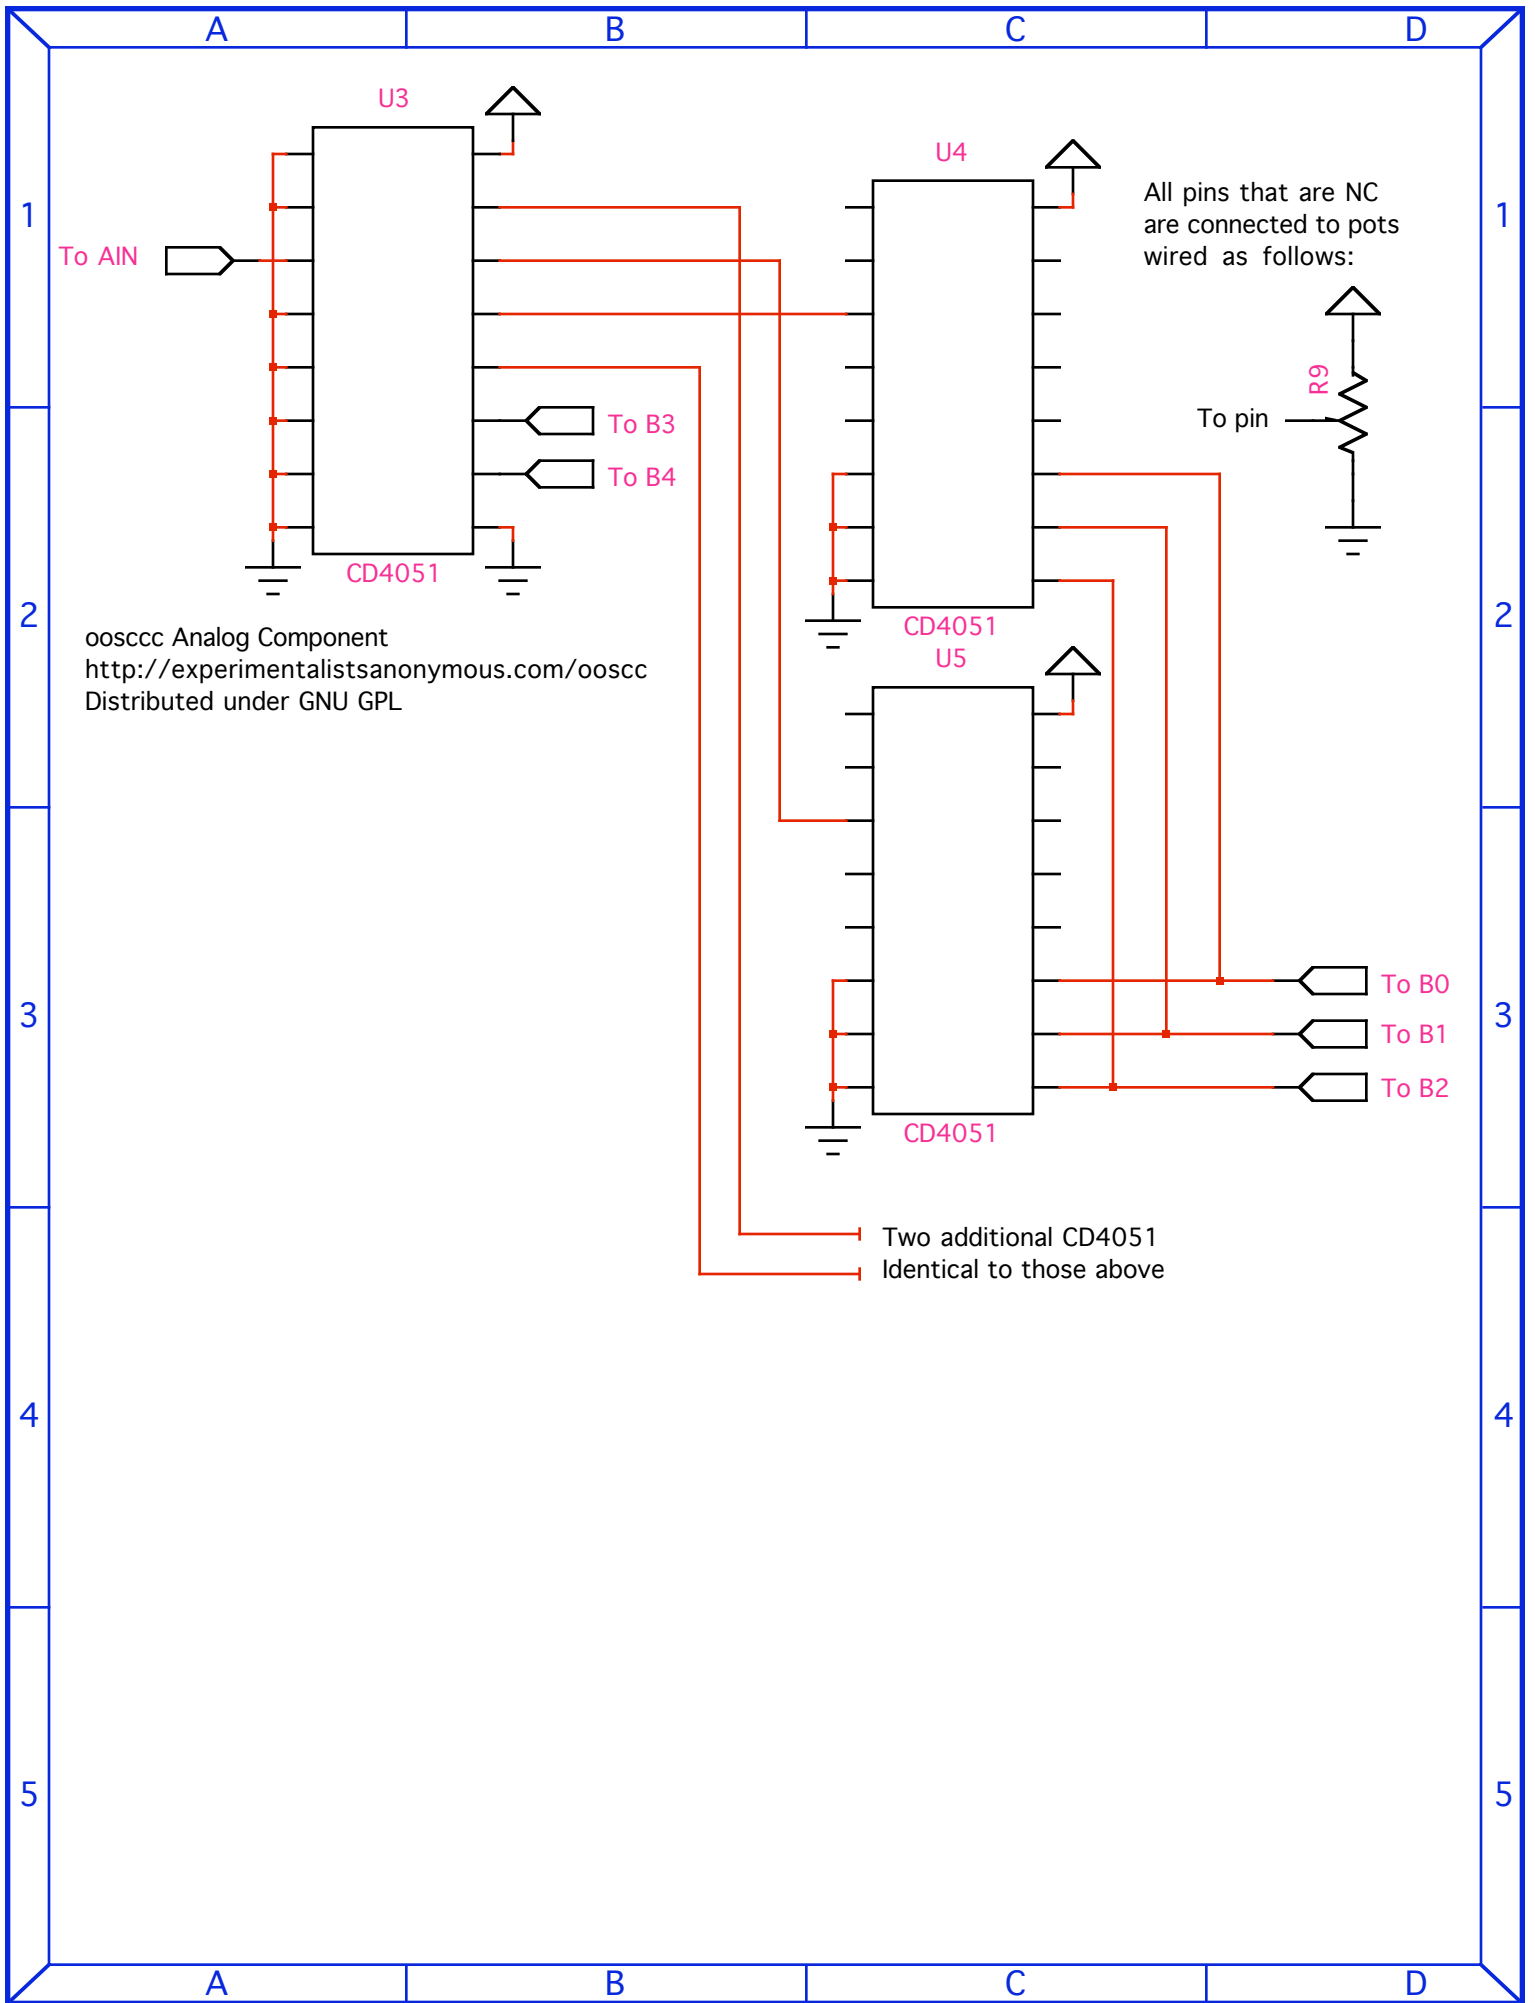 A B C D
U3
U4
All pins that are NC
are connected to pots
wired as follows:
1 1
To AIN
R9
To pin
To B3
To B4
CD4051
2 2
CD4051
U5
oosccc Analog Component
http://experimentalistsanonymous.com/ooscc
Distributed under GNU GPL
To B0
3 3
To B1
To B2
CD4051
Two additional CD4051
Identical to those above
4 4
5 5
A B C D